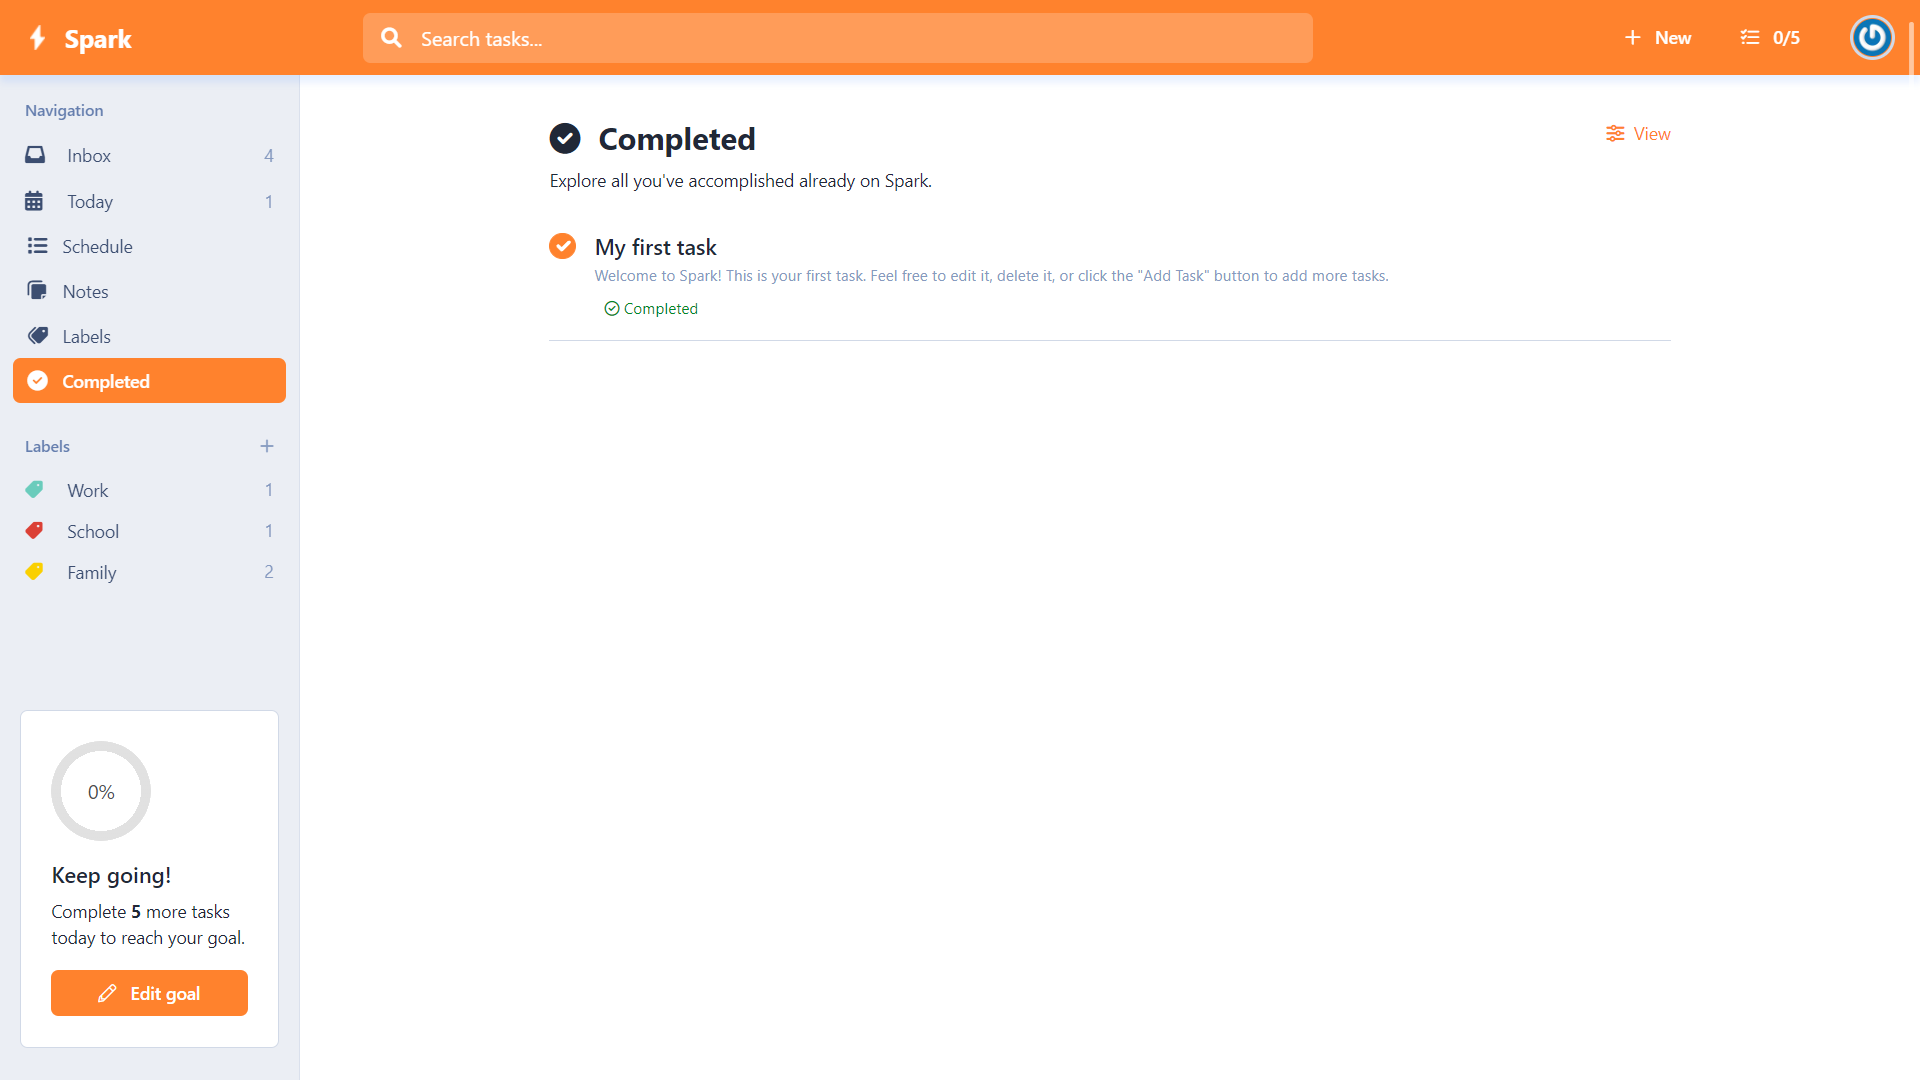 Spark
Search tasks...
New
0/5
Navigation
Inbox 4
Today 1
Schedule
Notes
Labels
Completed
Labels
Work 1
School 1
Family 2
0%
Keep going!
Complete 5 more tasks
today to reach your goal.
Edit goal
Completed
View
Explore all you've accomplished already on Spark.
My first task
Welcome to Spark! This is your first task. Feel free to edit it, delete it, or click the "Add Task" button to add more tasks.
Completed